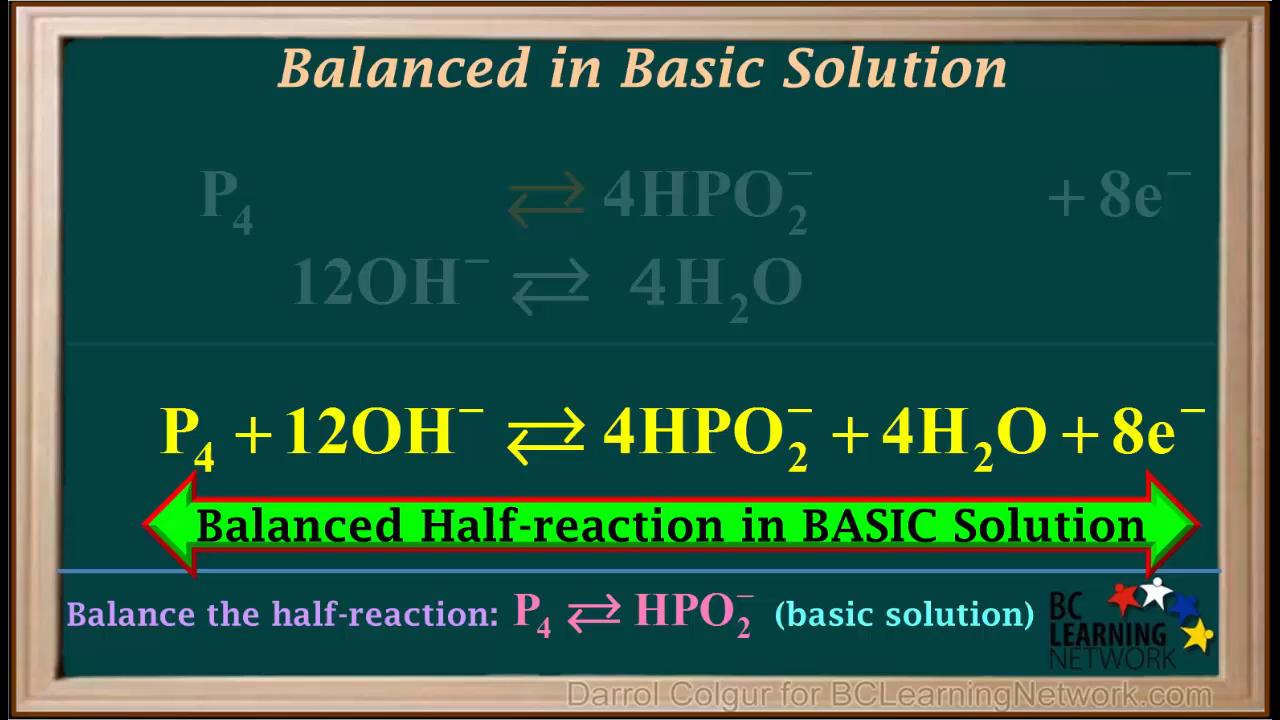 Balanced in Basic Solution
P₄ ⇄ 4HPO₂⁻ + 8e⁻
12OH⁻ ⇄ 4H₂O
P₄ + 12OH⁻ ⇄ 4HPO₂⁻ + 4H₂O + 8e⁻
Balanced Half-reaction in BASIC Solution
Balance the half-reaction: P₄ ⇄ HPO₂⁻ (basic solution)
BC
LEARNING
NETWORK
Darrol Colgur for BCLearningNetwork.com